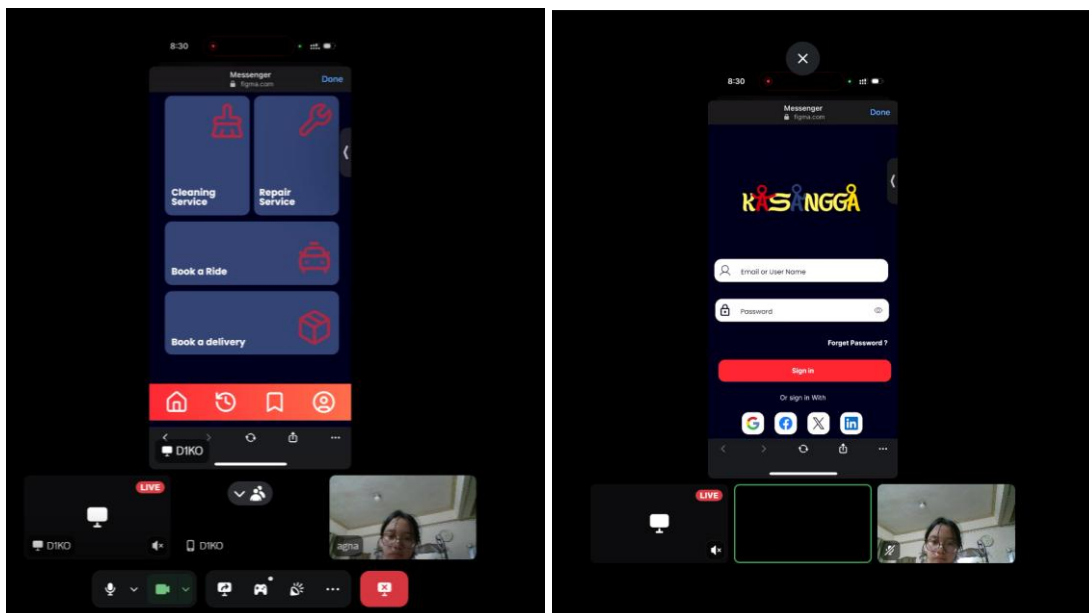 8:30
Messenger
figma.com
Done
Cleaning
Service
Repair
Service
Book a Ride
Book a delivery
D1KO
LIVE
D1KO
D1KO
agna
8:30
Messenger
figma.com
Done
KASANGGA
Email or User Name
Password
Forget Password ?
Sign in
Or sign in With
G
f
X
in
LIVE